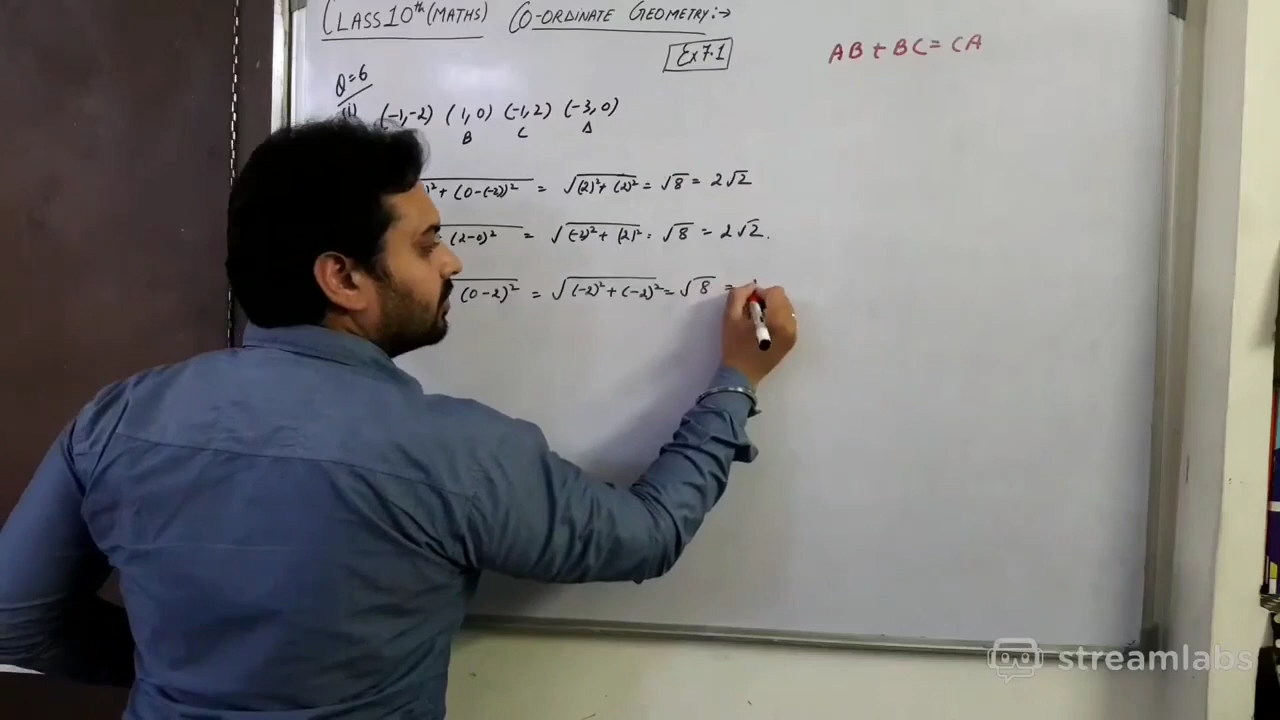 CLASS 10th (MATHS) CO-ORDINATE GEOMETRY:→
Ex 7.1
AB + BC = CA
Q=6
(i) (-1,-2) (1,0) (-1,2) (-3,0)
B C Δ
)² + (0-(-2))² = √(2)²+(2)² = √8 = 2√2
(2-0)² = √(-2)²+(2)² = √8 = 2√2.
(0-2)² = √(-2)²+(-2)² = √8 =
streamlabs